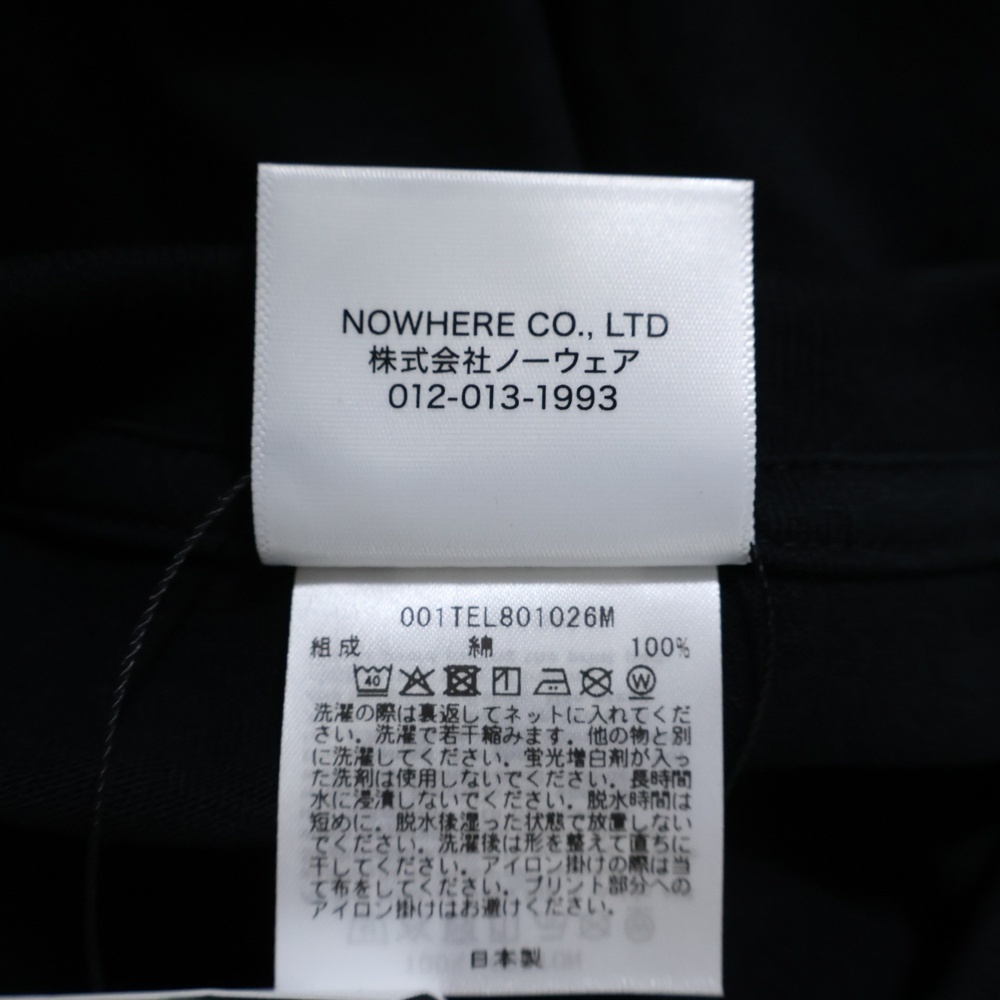 NOWHERE CO., LTD
株式会社ノーウェア
012-013-1993
001TEL801026M
組成 綿 100%
40 W
洗濯の際は裏返してネットに入れてくだ
さい。洗濯で若干縮みます。他の物と別
に洗濯してください。蛍光増白剤が入っ
た洗剤は使用しないでください。長時間
水に浸漬しないでください。脱水時間は
短めに。脱水後湿った状態で放置しない
でください。洗濯後は形を整えて直ちに
干してください。アイロン掛けの際は当
て布をしてください。プリント部分への
アイロン掛けはお避けください。
日本製